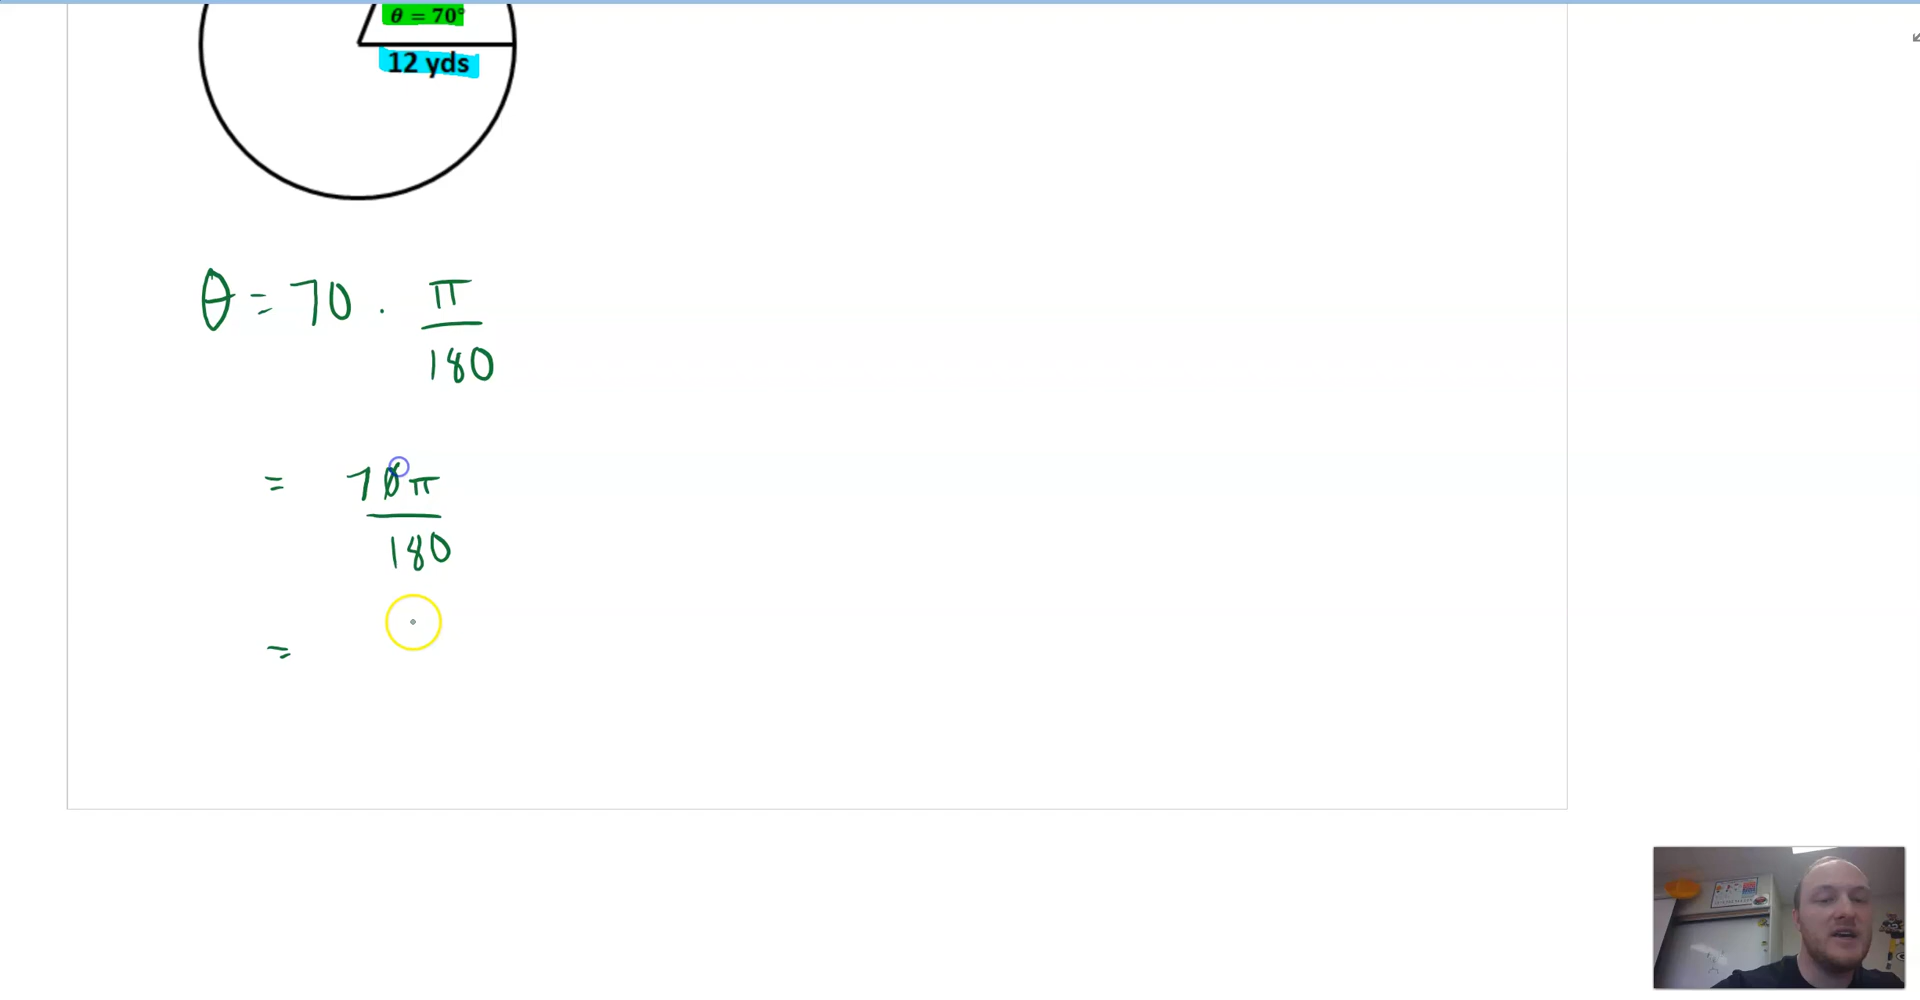 θ = 70°
12 yds
θ = 70 · π/180
= 70π/180
=